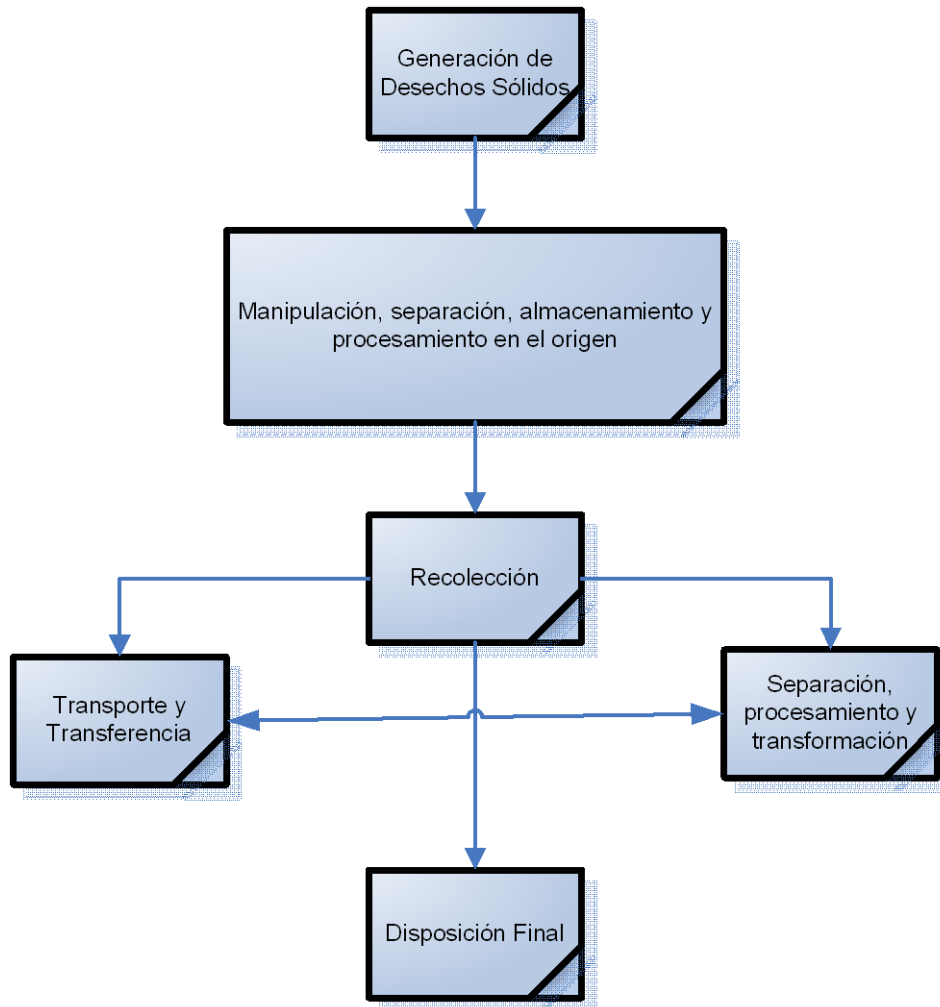 Generación de
Desechos Sólidos
Manipulación, separación, almacenamiento y
procesamiento en el origen
Recolección
Transporte y
Transferencia
Separación,
procesamiento y
transformación
Disposición Final